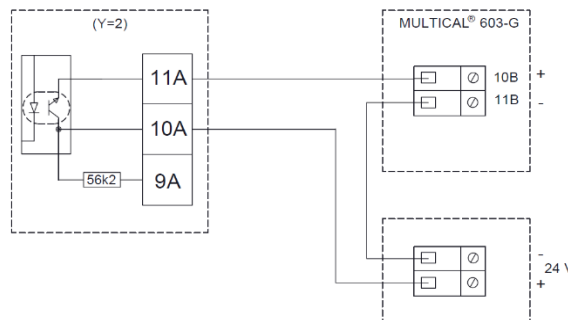 (Y=2)
MULTICAL® 603-G
11A
10B
+
11B
-
10A
56k2
9A
-
24 V
+